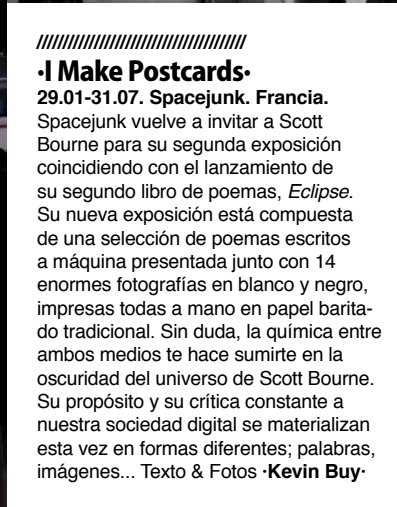 ////////////////////////////////////////////
·I Make Postcards·
29.01-31.07. Spacejunk. Francia.
Spacejunk vuelve a invitar a Scott
Bourne para su segunda exposición
coincidiendo con el lanzamiento de
su segundo libro de poemas, Eclipse.
Su nueva exposición está compuesta
de una selección de poemas escritos
a máquina presentada junto con 14
enormes fotografías en blanco y negro,
impresas todas a mano en papel barita-
do tradicional. Sin duda, la química entre
ambos medios te hace sumirte en la
oscuridad del universo de Scott Bourne.
Su propósito y su crítica constante a
nuestra sociedad digital se materializan
esta vez en formas diferentes; palabras,
imágenes... Texto & Fotos ·Kevin Buy·